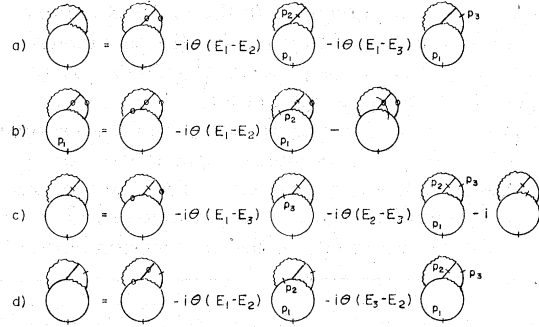 a) = -iθ(E₁-E₂) p₂ p₁ -iθ(E₁-E₃) p₃ p₁
b) p₁ = -iθ(E₁-E₂) p₂ p₁ -
c) = -iθ(E₁-E₃) p₃ -iθ(E₂-E₃) p₂ p₃ p₁ -i
d) = -iθ(E₁-E₂) p₂ p₁ -iθ(E₃-E₂) p₂ p₃ p₁